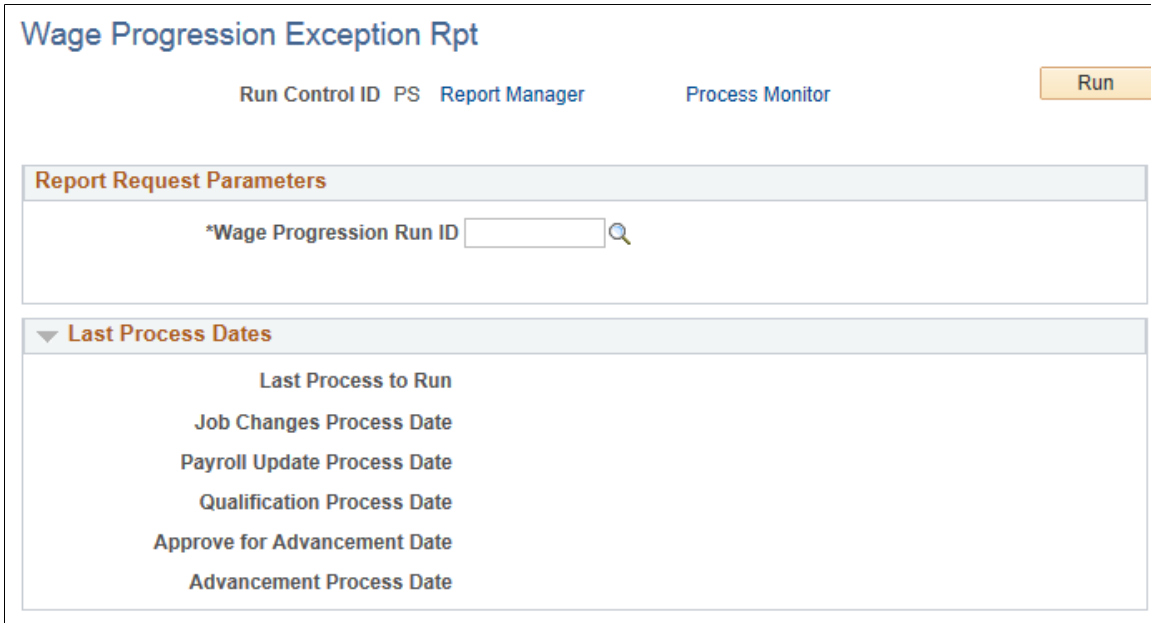 Wage Progression Exception Rpt
Run Control ID PS Report Manager Process Monitor Run
Report Request Parameters
*Wage Progression Run ID
Last Process Dates
Last Process to Run
Job Changes Process Date
Payroll Update Process Date
Qualification Process Date
Approve for Advancement Date
Advancement Process Date